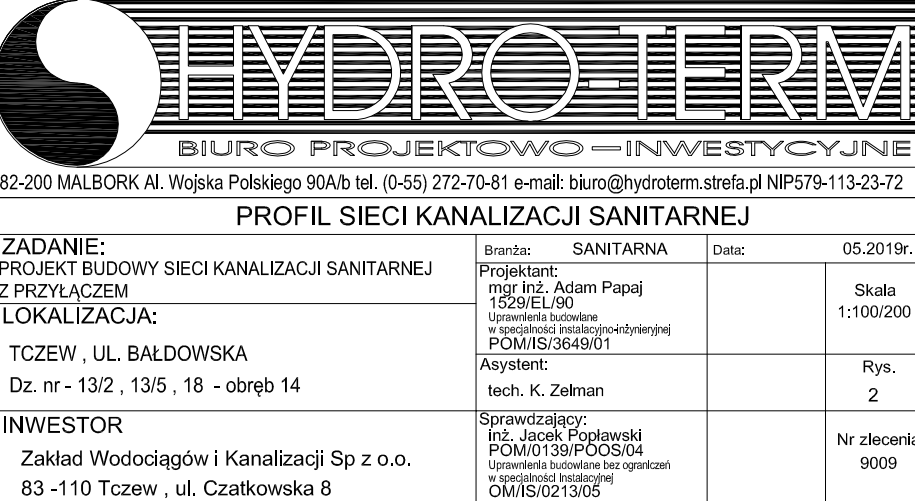 HYDRO-TERM
BIURO PROJEKTOWO - INWESTYCYJNE
82-200 MALBORK Al. Wojska Polskiego 90A/b tel. (0-55) 272-70-81 e-mail: biuro@hydroterm.strefa.pl NIP579-113-23-72
PROFIL SIECI KANALIZACJI SANITARNEJ
ZADANIE:
PROJEKT BUDOWY SIECI KANALIZACJI SANITARNEJ
Z PRZYŁĄCZEM
LOKALIZACJA:
TCZEW , UL. BAŁDOWSKA
Dz. nr - 13/2 , 13/5 , 18 - obręb 14
INWESTOR
Zakład Wodociągów i Kanalizacji Sp z o.o.
83 -110 Tczew , ul. Czatkowska 8
Branża: SANITARNA
Data: 05.2019r.
Projektant:
mgr inż. Adam Papaj
1529/EL/90
Uprawnienia budowlane
w specjalności instalacyjno-inżynieryjnej
POM/IS/3649/01
Skala
1:100/200
Asystent:
tech. K. Zelman
Rys.
2
Sprawdzający:
inż. Jacek Popławski
POM/0139/POOS/04
Uprawnienia budowlane bez ograniczeń
w specjalności Instalacyjnej
OM/IS/0213/05
Nr zlecenia
9009